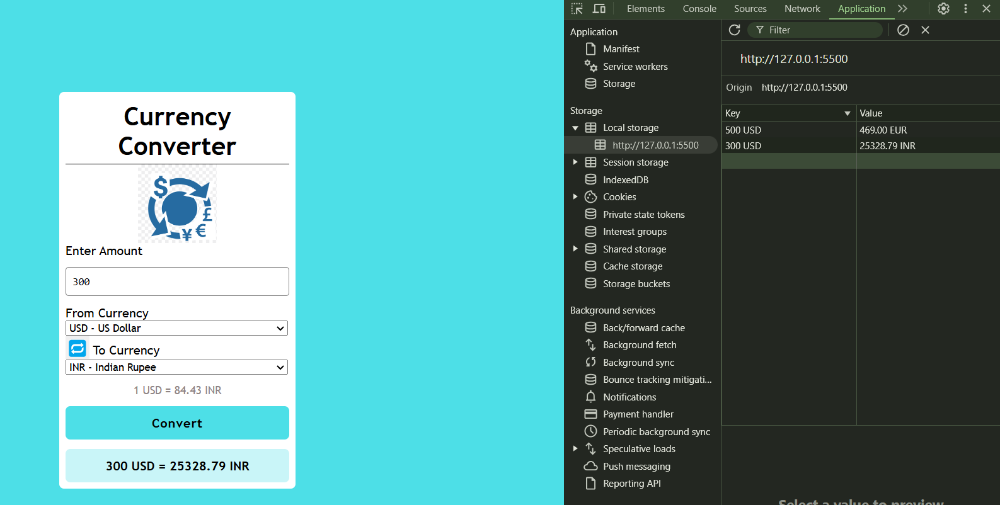 Currency
Converter
$
£
€
¥
Enter Amount
300
From Currency
USD - US Dollar
To Currency
INR - Indian Rupee
1 USD = 84.43 INR
Convert
300 USD = 25328.79 INR
Elements Console Sources Network Application
Application
Manifest
Service workers
Storage
Storage
Local storage
http://127.0.0.1:5500
Session storage
IndexedDB
Cookies
Private state tokens
Interest groups
Shared storage
Cache storage
Storage buckets
Background services
Back/forward cache
Background fetch
Background sync
Bounce tracking mitigati...
Notifications
Payment handler
Periodic background sync
Speculative loads
Push messaging
Reporting API
Filter
http://127.0.0.1:5500
Origin http://127.0.0.1:5500
Key Value
500 USD 469.00 EUR
300 USD 25328.79 INR
Select a value to preview